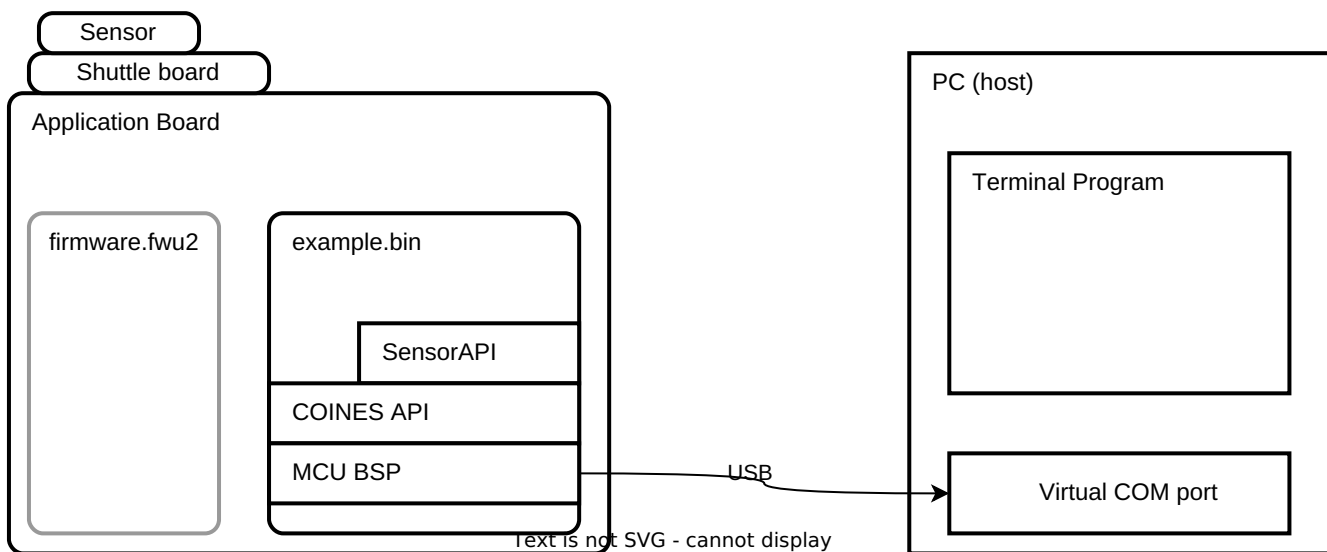 Sensor
Shuttle board
Application Board
firmware.fwu2
example.bin
SensorAPI
COINES API
MCU BSP
USB
PC (host)
Terminal Program
Virtual COM port
Text is not SVG - cannot display